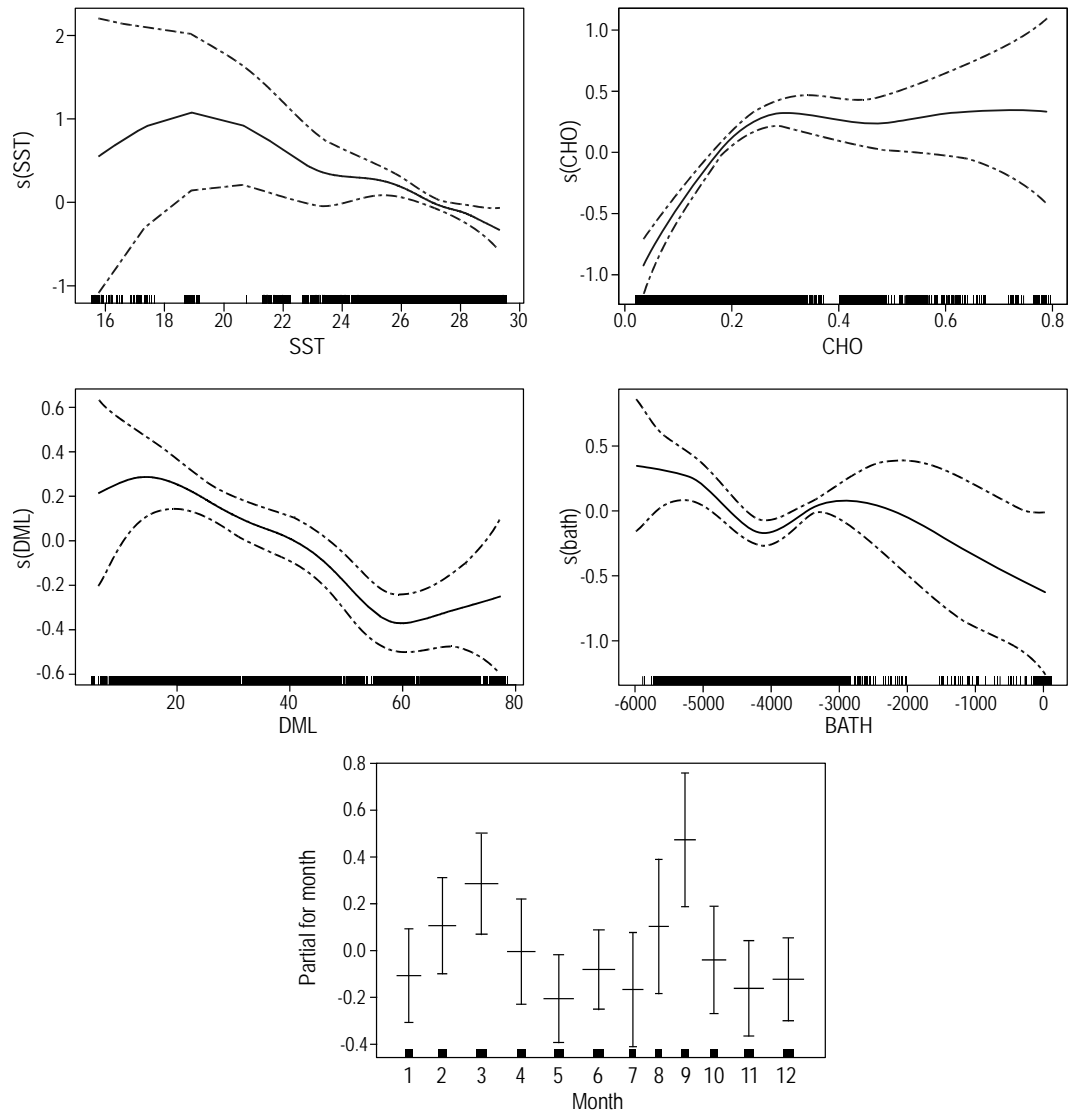 2
1
0
-1
s(SST)
16 18 20 22 24 26 28 30
SST
1.0
0.5
0.0
-0.5
-1.0
s(CHO)
0.0 0.2 0.4 0.6 0.8
CHO
0.6
0.4
0.2
0.0
-0.2
-0.4
-0.6
s(DML)
20 40 60 80
DML
0.5
0.0
-0.5
-1.0
s(bath)
-6000 -5000 -4000 -3000 -2000 -1000 0
BATH
0.8
0.6
0.4
0.2
0.0
-0.2
-0.4
Partial for month
1 2 3 4 5 6 7 8 9 10 11 12
Month